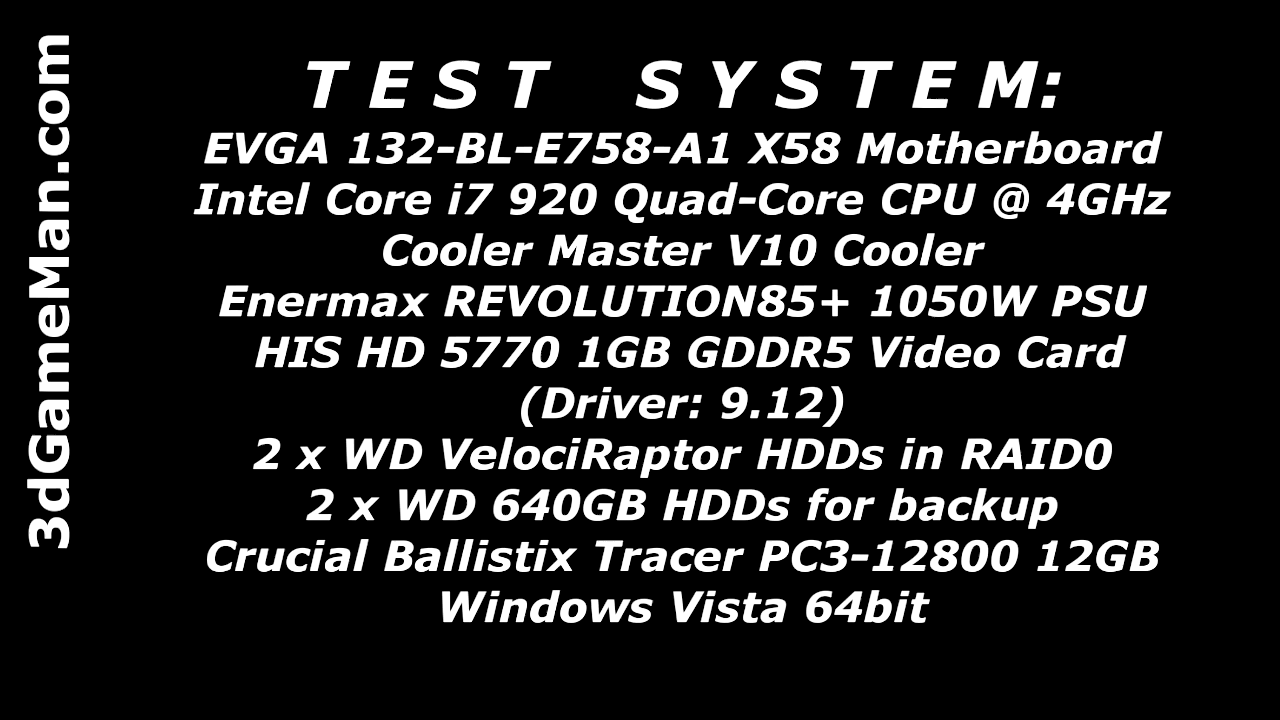 3dGameMan.com
TEST SYSTEM:
EVGA 132-BL-E758-A1 X58 Motherboard
Intel Core i7 920 Quad-Core CPU @ 4GHz
Cooler Master V10 Cooler
Enermax REVOLUTION85+ 1050W PSU
HIS HD 5770 1GB GDDR5 Video Card
(Driver: 9.12)
2 x WD VelociRaptor HDDs in RAID0
2 x WD 640GB HDDs for backup
Crucial Ballistix Tracer PC3-12800 12GB
Windows Vista 64bit